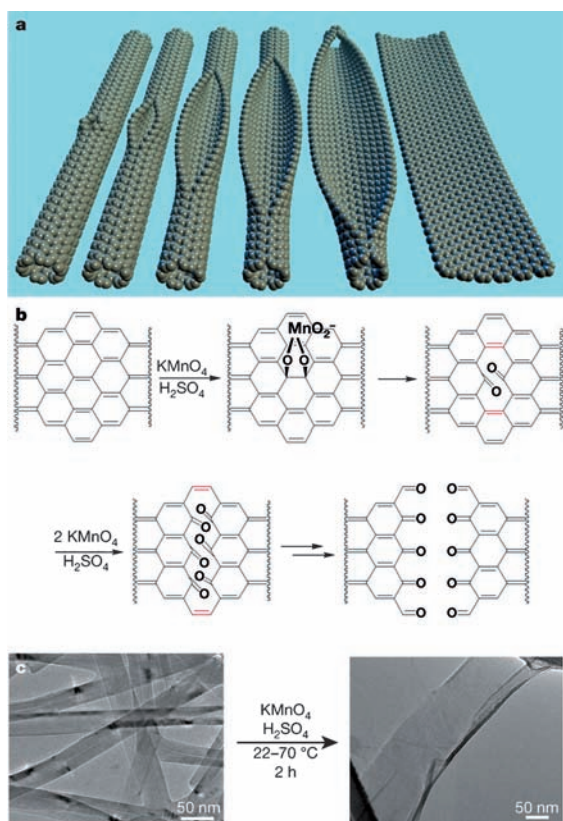 a
b
KMnO4
H2SO4
MnO2−
O O
O
O
2 KMnO4
H2SO4
O
O
O
O
O
O
O O
O O
O O
O O
O O
c
KMnO4
H2SO4
22–70 °C
2 h
50 nm
50 nm